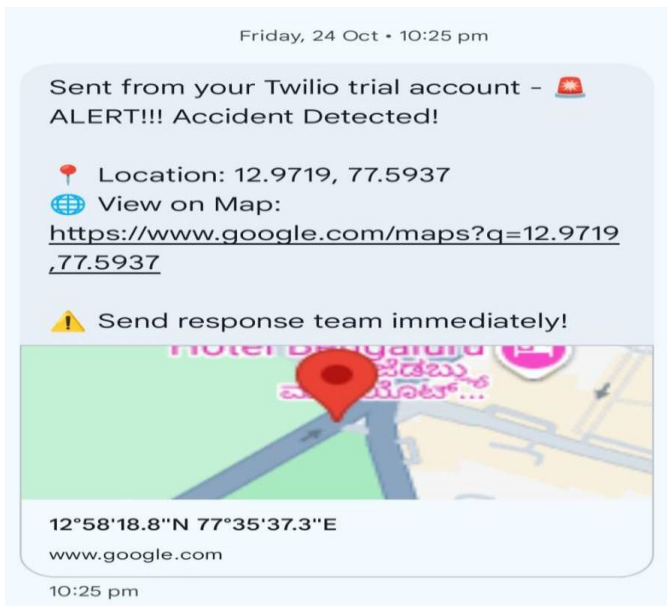 Friday, 24 Oct • 10:25 pm
Sent from your Twilio trial account - 🚨
ALERT!!! Accident Detected!
📍 Location: 12.9719, 77.5937
🌐 View on Map:
https://www.google.com/maps?q=12.9719
,77.5937
⚠️ Send response team immediately!
Hotel Bengaluru
12°58'18.8"N 77°35'37.3"E
www.google.com
10:25 pm